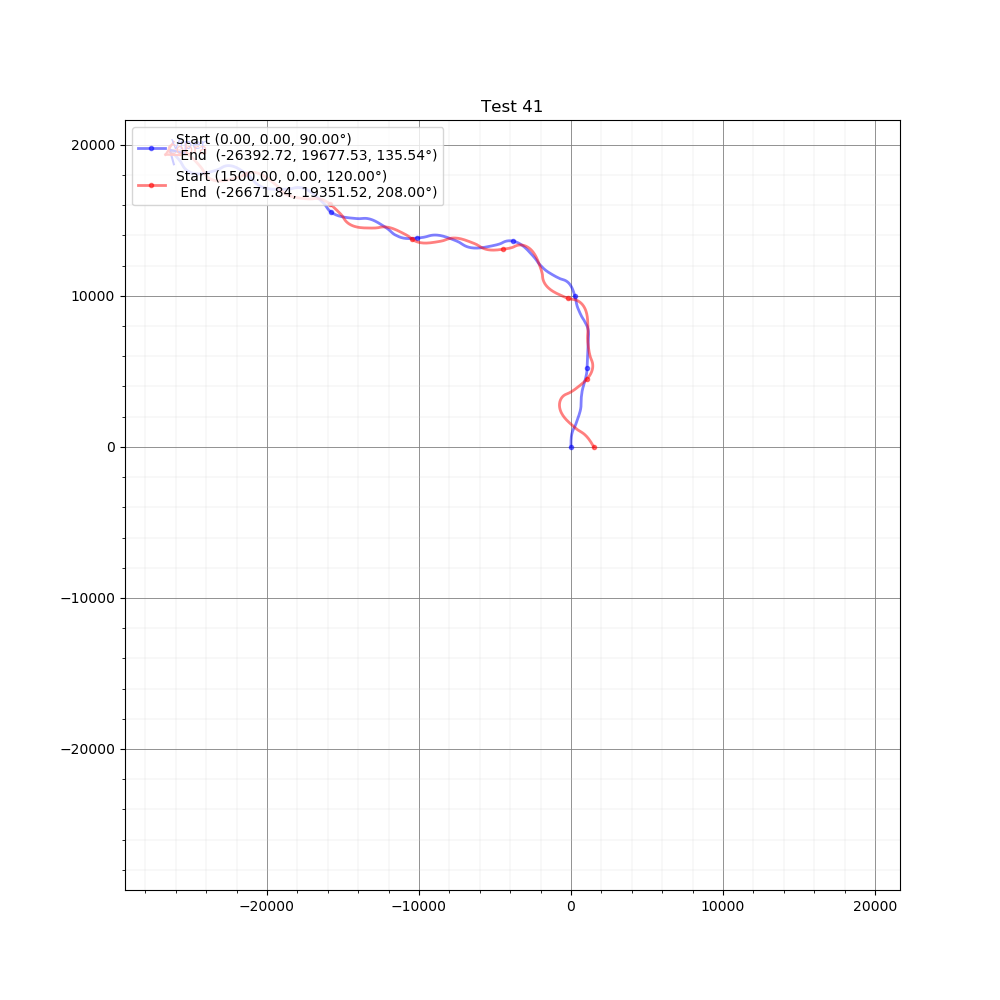 Test 41
Start (0.00, 0.00, 90.00°)
End  (-26392.72, 19677.53, 135.54°)
Start (1500.00, 0.00, 120.00°)
End  (-26671.84, 19351.52, 208.00°)
20000
10000
0
−10000
−20000
−20000 −10000 0 10000 20000